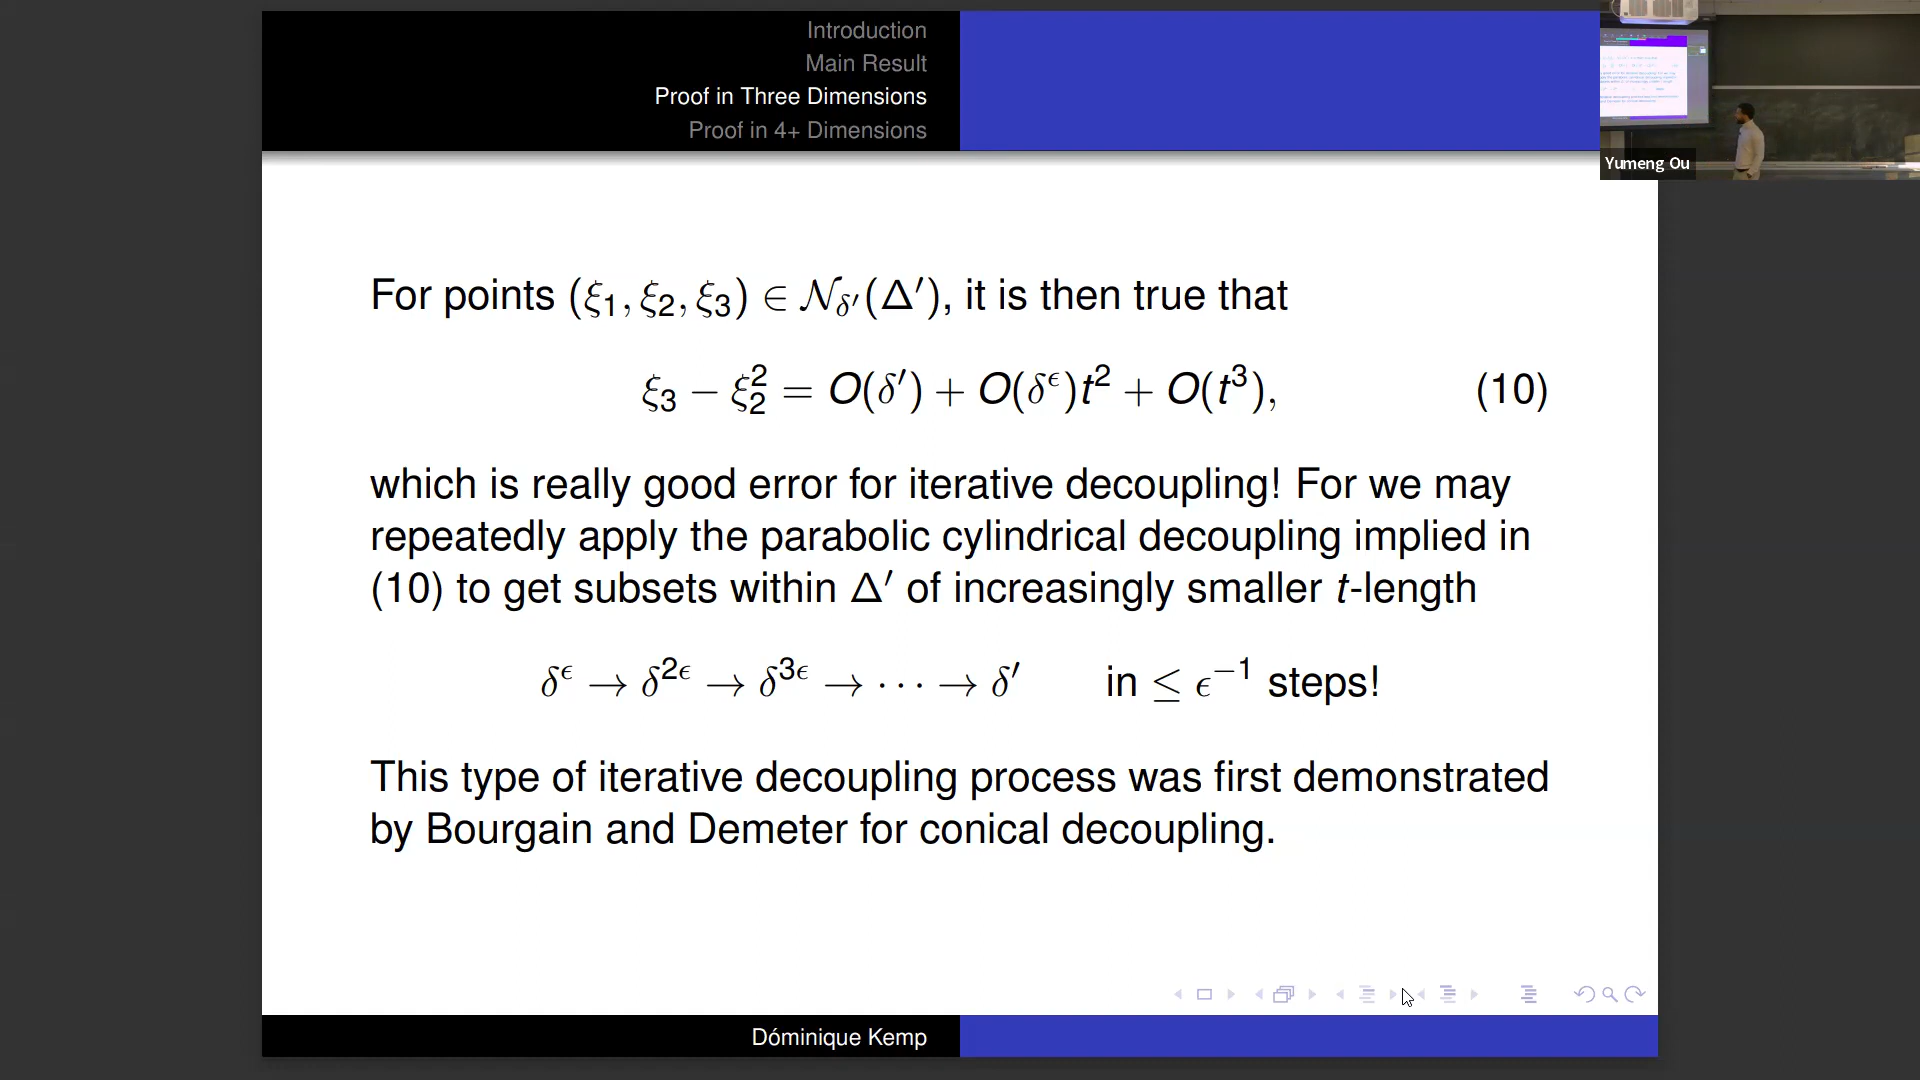 Introduction
Main Result
Proof in Three Dimensions
Proof in 4+ Dimensions
Yumeng Ou
For points (ξ₁, ξ₂, ξ₃) ∈ 𝒩_δ′(Δ′), it is then true that
ξ₃ − ξ₂² = O(δ′) + O(δ^ϵ)t² + O(t³), (10)
which is really good error for iterative decoupling! For we may
repeatedly apply the parabolic cylindrical decoupling implied in
(10) to get subsets within Δ′ of increasingly smaller t-length
δ^ϵ → δ^2ϵ → δ^3ϵ → ⋯ → δ′ in ≤ ϵ⁻¹ steps!
This type of iterative decoupling process was first demonstrated
by Bourgain and Demeter for conical decoupling.
Dóminique Kemp